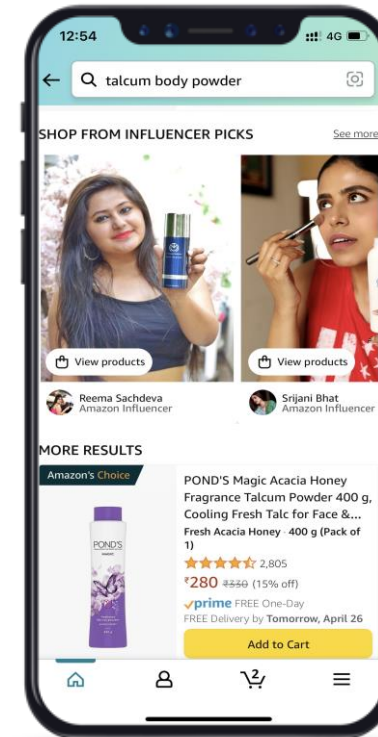 12:54
4G
talcum body powder
SHOP FROM INFLUENCER PICKS
See more
View products
View products
Reema Sachdeva
Amazon Influencer
Srijani Bhat
Amazon Influencer
MORE RESULTS
Amazon's Choice
POND'S
POND'S Magic Acacia Honey
Fragrance Talcum Powder 400 g,
Cooling Fresh Talc for Face &...
Fresh Acacia Honey · 400 g (Pack of
1)
2,805
₹280 ₹330 (15% off)
prime FREE One-Day
FREE Delivery by Tomorrow, April 26
Add to Cart
2